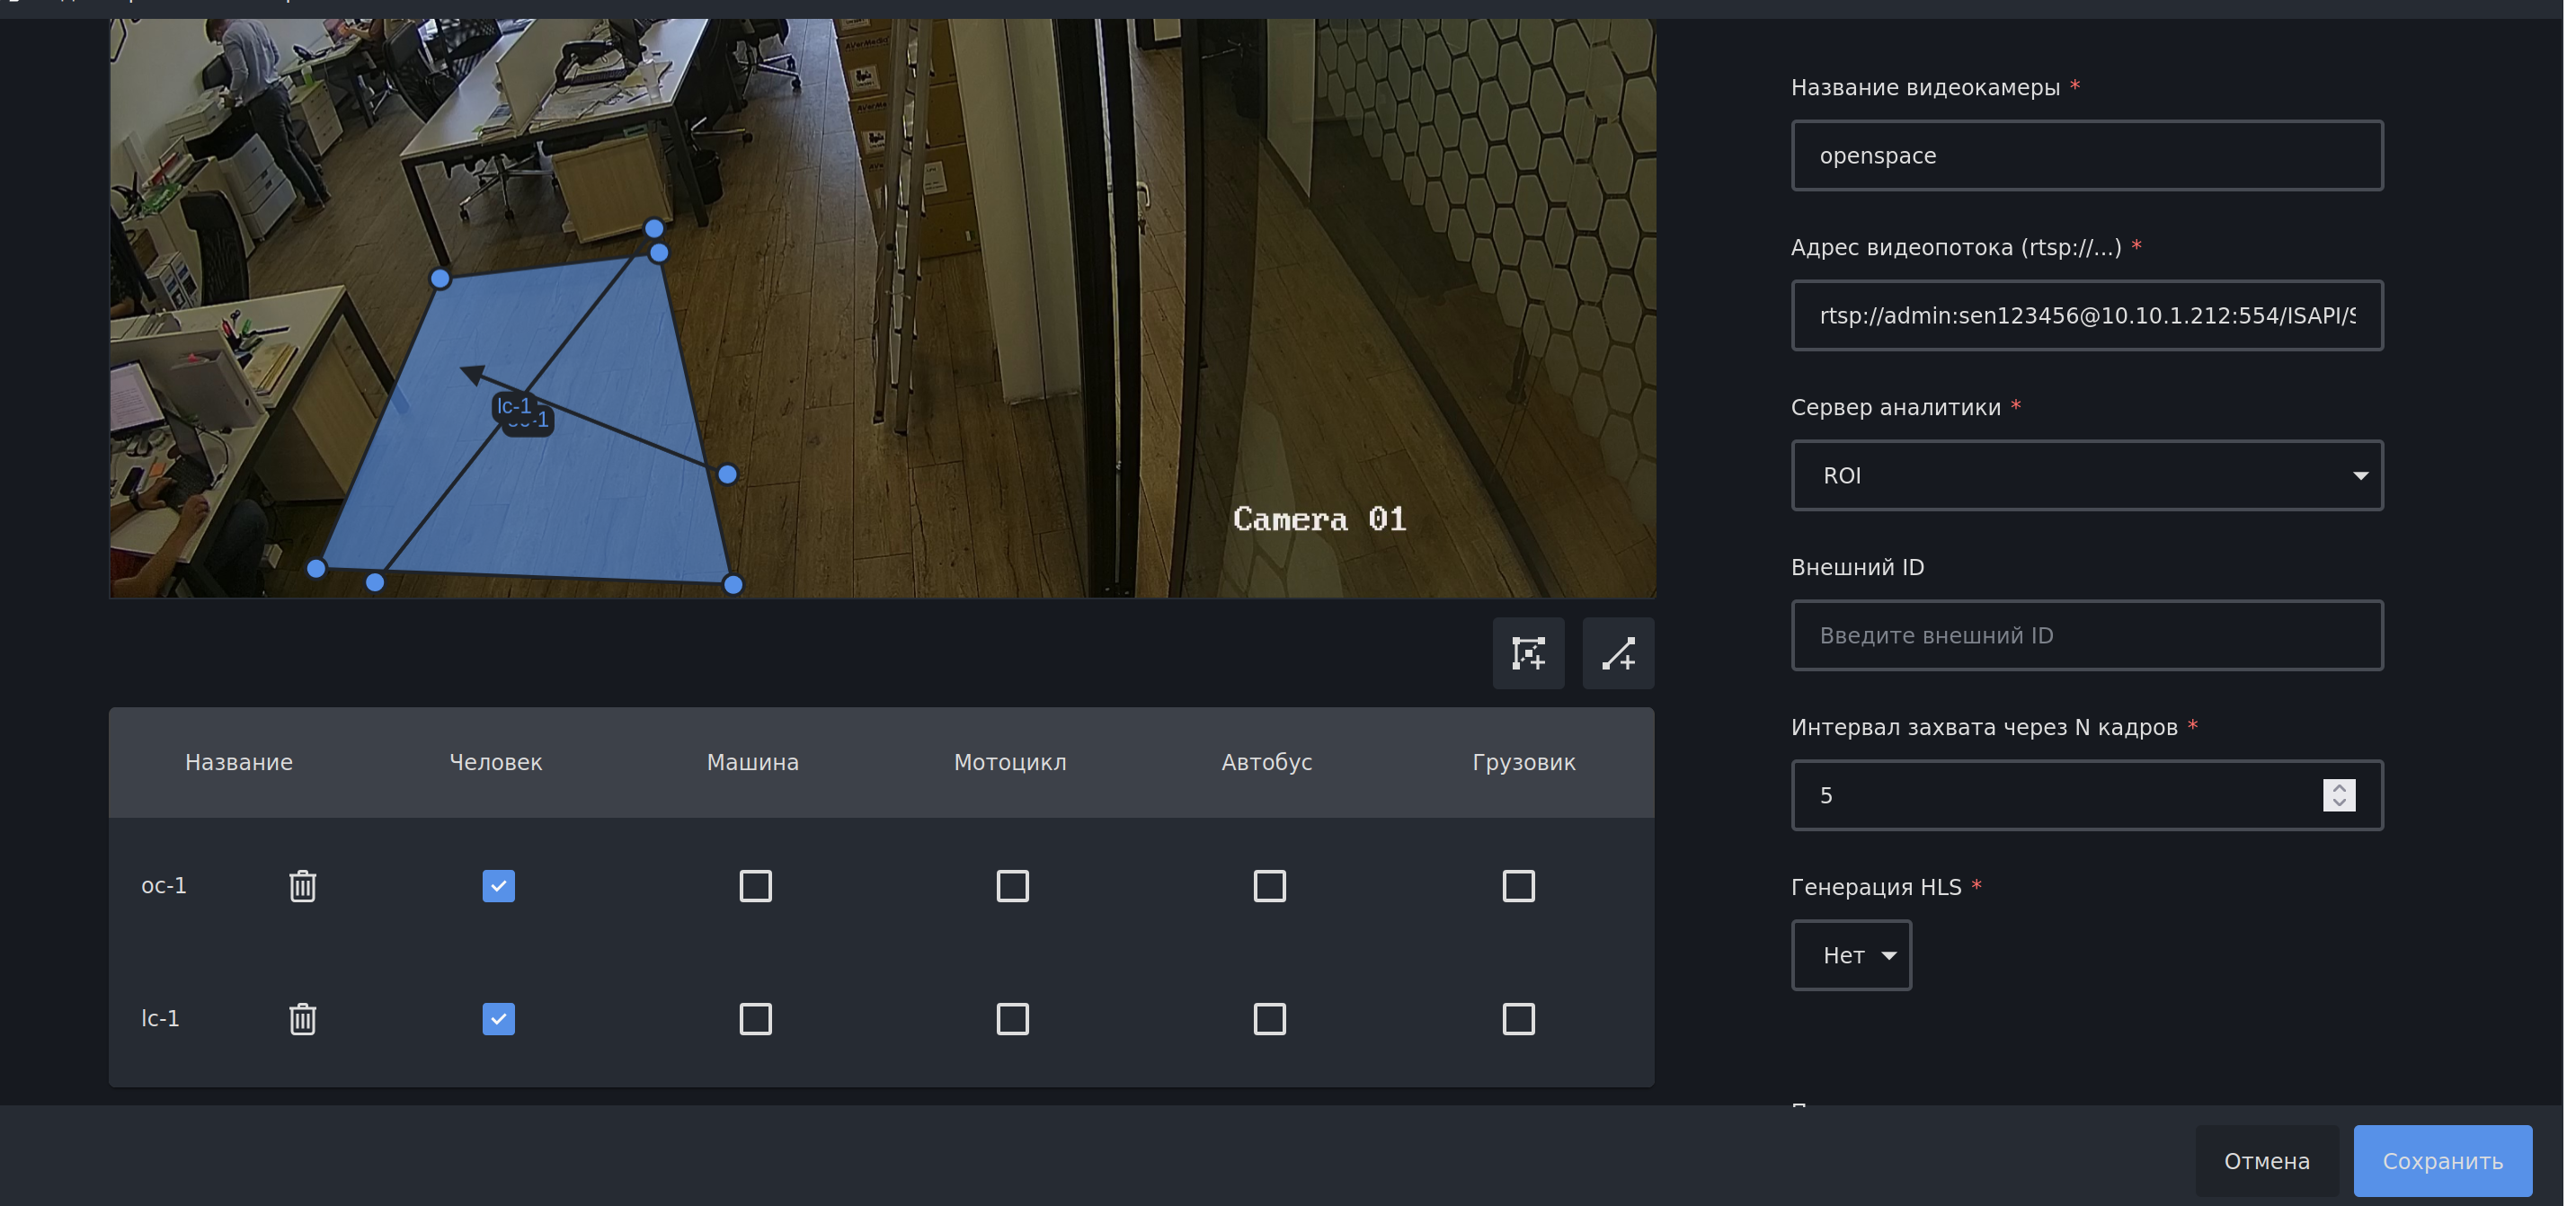 AVerMedia
AVerMe
lc-1
-1
Camera 01
Название видеокамеры *
openspace
Адрес видеопотока (rtsp://...) *
rtsp://admin:sen123456@10.10.1.212:554/ISAPI/S
Сервер аналитики *
ROI
Внешний ID
Введите внешний ID
Интервал захвата через N кадров *
5
Генерация HLS *
Нет
Название Человек Машина Мотоцикл Автобус Грузовик
oc-1
lc-1
Отмена Сохранить